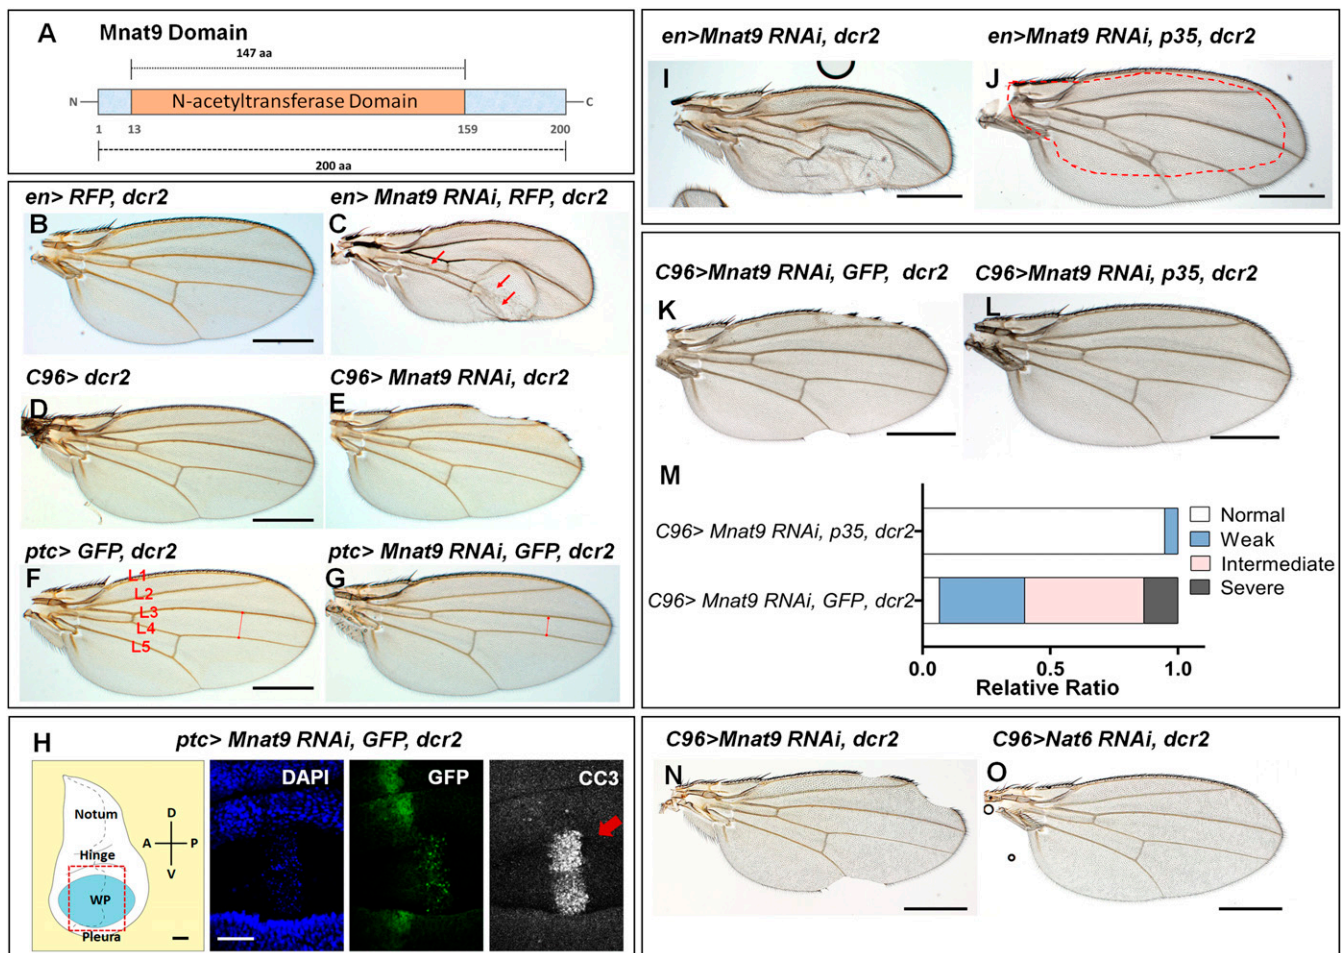 A
Mnat9 Domain
147 aa
N
N-acetyltransferase Domain
C
1
13
159
200
200 aa
en> RFP, dcr2
en> Mnat9 RNAi, RFP, dcr2
B
C
C96> dcr2
C96> Mnat9 RNAi, dcr2
D
E
ptc> GFP, dcr2
ptc> Mnat9 RNAi, GFP, dcr2
F
L1
L2
L3
L4
L5
G
H
ptc> Mnat9 RNAi, GFP, dcr2
Notum
Hinge
WP
Pleura
D
A
P
V
DAPI
GFP
CC3
en>Mnat9 RNAi, dcr2
en>Mnat9 RNAi, p35, dcr2
I
J
C96>Mnat9 RNAi, GFP, dcr2
C96>Mnat9 RNAi, p35, dcr2
K
L
M
C96> Mnat9 RNAi, p35, dcr2
C96> Mnat9 RNAi, GFP, dcr2
Normal
Weak
Intermediate
Severe
0.0
0.5
1.0
Relative Ratio
C96>Mnat9 RNAi, dcr2
C96>Nat6 RNAi, dcr2
N
O